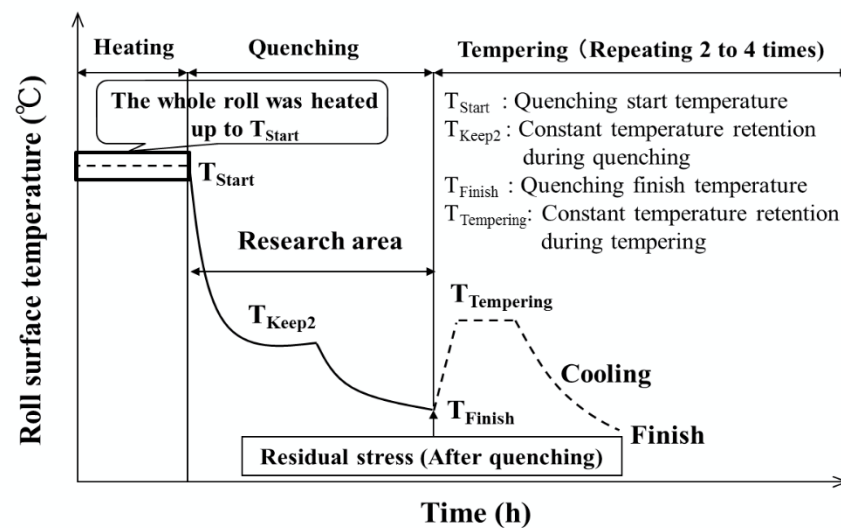 Heating
Quenching
Tempering (Repeating 2 to 4 times)
The whole roll was heated
up to TStart
TStart : Quenching start temperature
TKeep2 : Constant temperature retention
during quenching
TFinish : Quenching finish temperature
TTempering: Constant temperature retention
during tempering
TStart
Research area
TKeep2
TTempering
Cooling
TFinish
Finish
Residual stress (After quenching)
Roll surface temperature (℃)
Time (h)